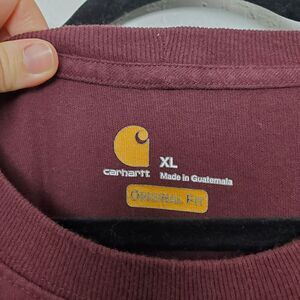 XL
carhartt
Made in Guatemala
ORIGINAL FIT